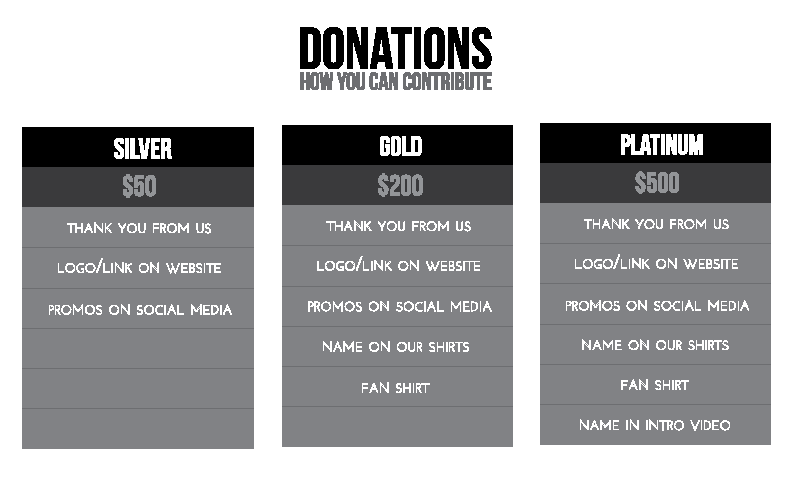 DONATIONS
HOW YOU CAN CONTRIBUTE
SILVER
$50
THANK YOU FROM US
LOGO/LINK ON WEBSITE
PROMOS ON SOCIAL MEDIA
GOLD
$200
THANK YOU FROM US
LOGO/LINK ON WEBSITE
PROMOS ON SOCIAL MEDIA
NAME ON OUR SHIRTS
FAN SHIRT
PLATINUM
$500
THANK YOU FROM US
LOGO/LINK ON WEBSITE
PROMOS ON SOCIAL MEDIA
NAME ON OUR SHIRTS
FAN SHIRT
NAME IN INTRO VIDEO